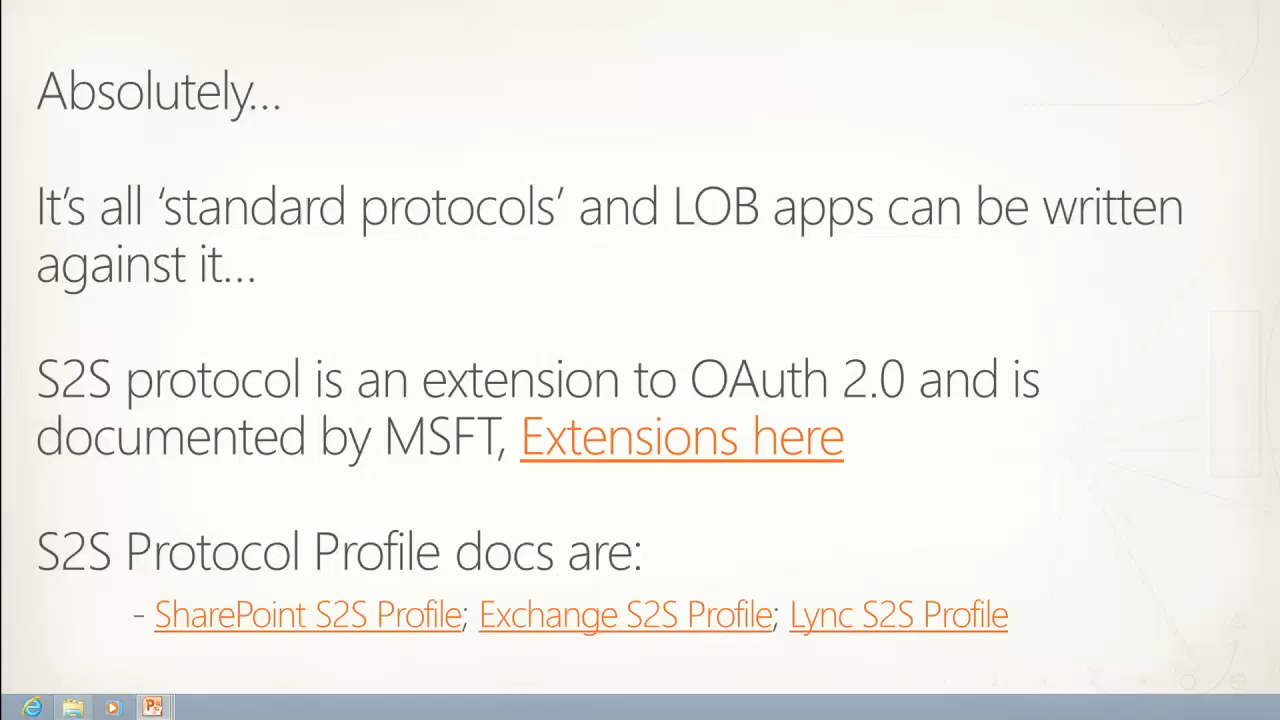 Absolutely...
It's all ‘standard protocols’ and LOB apps can be written
against it...
S2S protocol is an extension to OAuth 2.0 and is
documented by MSFT, Extensions here
S2S Protocol Profile docs are:
- SharePoint S2S Profile; Exchange S2S Profile; Lync S2S Profile